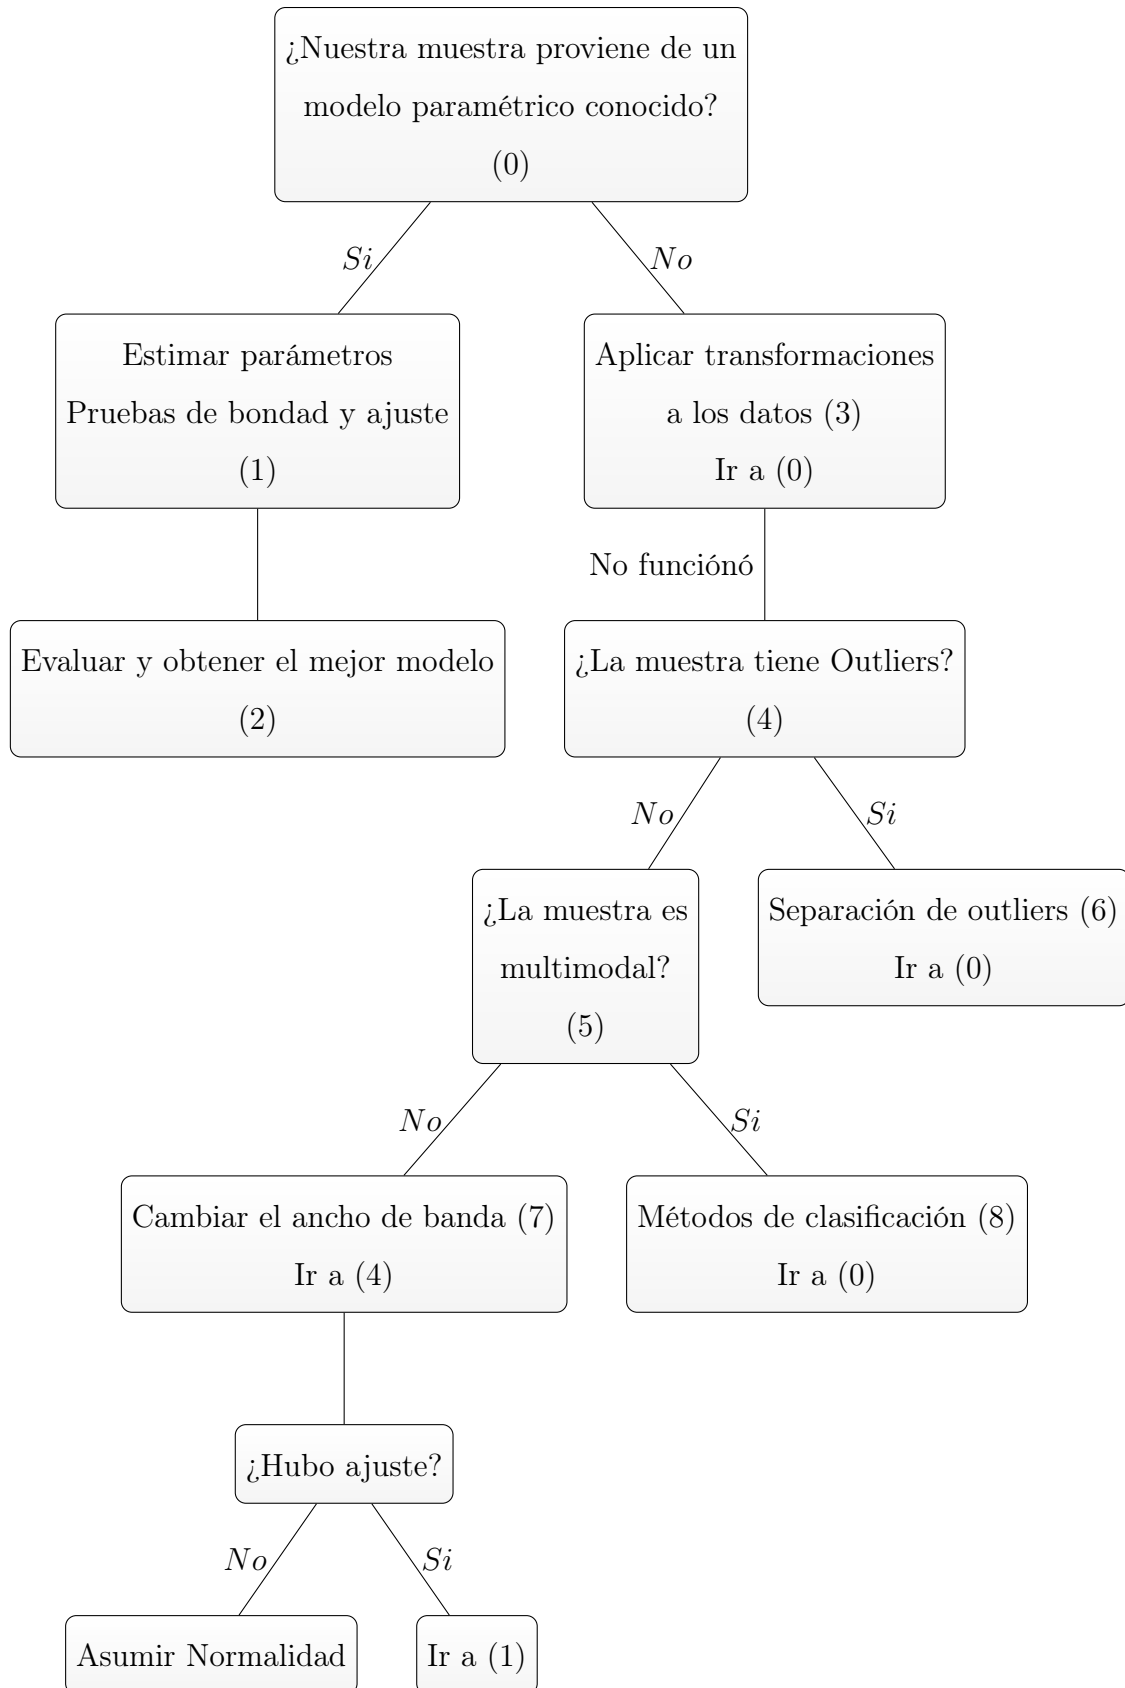 ¿Nuestra muestra proviene de un
modelo paramétrico conocido?
(0)
Si
No
Estimar parámetros
Pruebas de bondad y ajuste
(1)
Aplicar transformaciones
a los datos (3)
Ir a (0)
No funciónó
Evaluar y obtener el mejor modelo
(2)
¿La muestra tiene Outliers?
(4)
No
Si
¿La muestra es
multimodal?
(5)
Separación de outliers (6)
Ir a (0)
No
Si
Cambiar el ancho de banda (7)
Ir a (4)
Métodos de clasificación (8)
Ir a (0)
¿Hubo ajuste?
No
Si
Asumir Normalidad
Ir a (1)